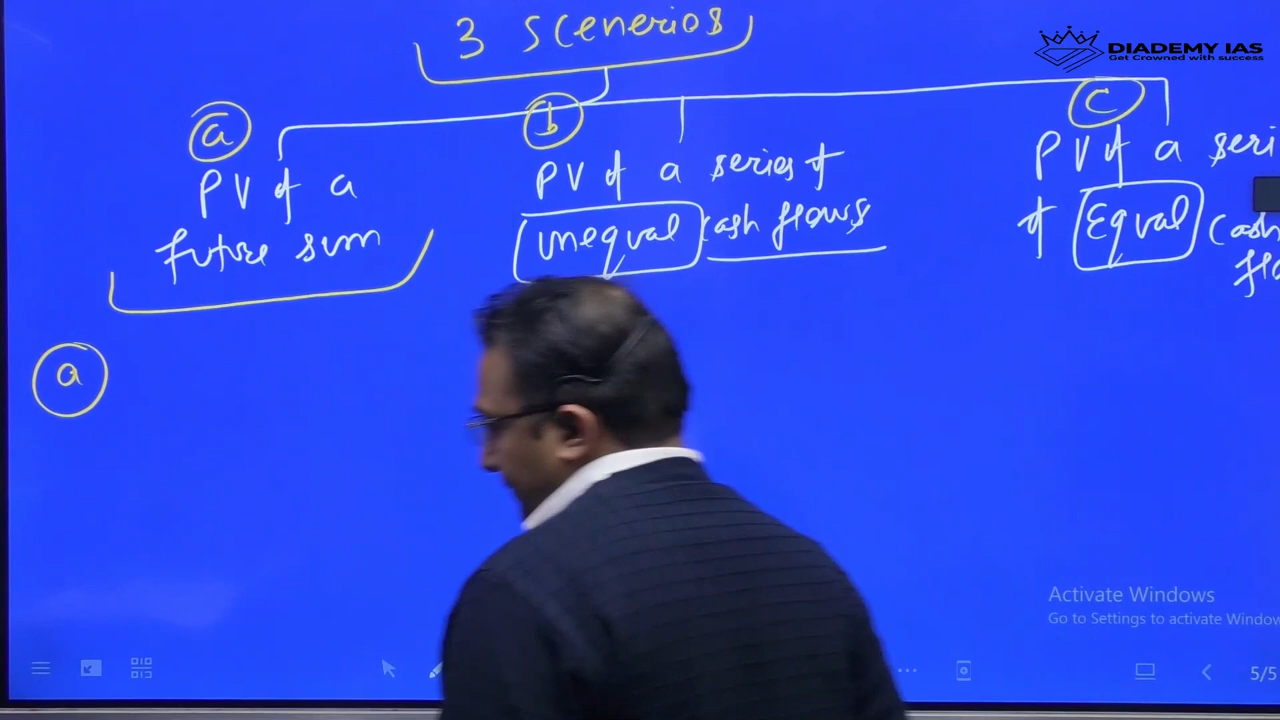 3 Scenerios
DIADEMY IAS
Get Crowned with success
a
b
c
PV of a
future sum
PV of a series of
unequal cash flows
PV of a seri
of Equal cash
flo
a
Activate Windows
Go to Settings to activate Window
5/5